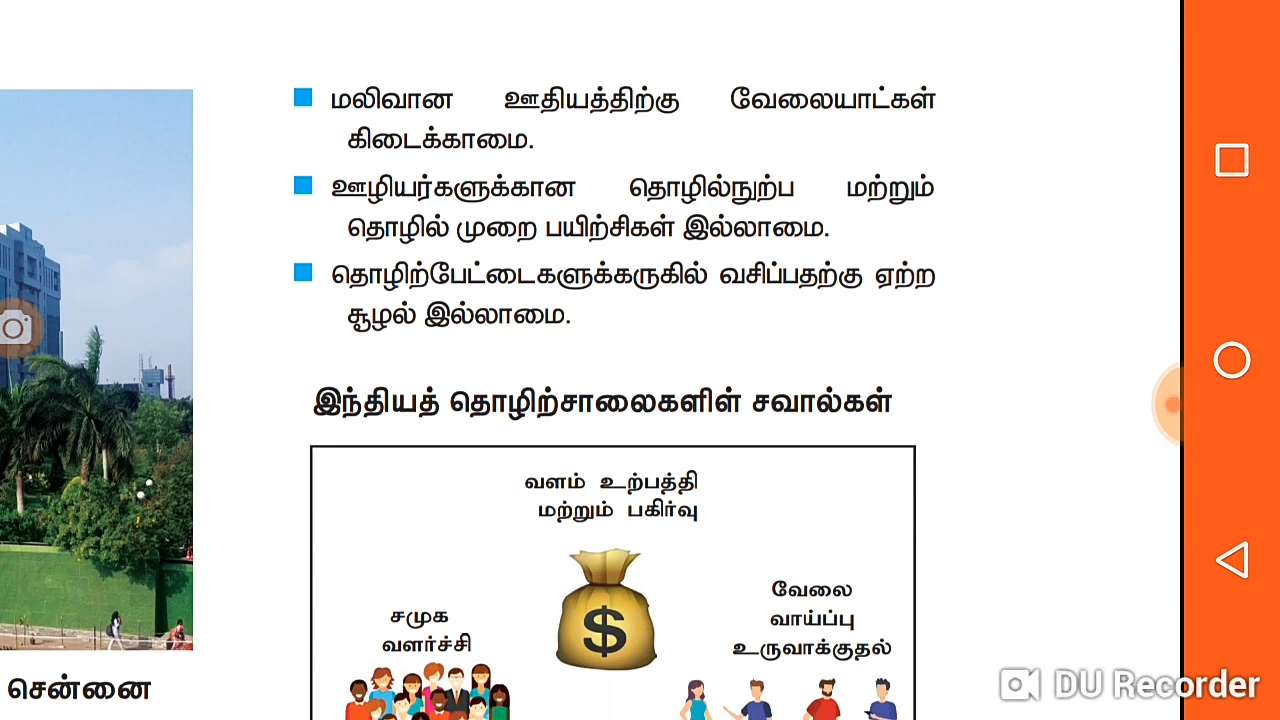 மலிவான ஊதியத்திற்கு வேலையாட்கள்
கிடைக்காமை.
ஊழியர்களுக்கான தொழில்நுற்ப மற்றும்
தொழில் முறை பயிற்சிகள் இல்லாமை.
தொழிற்பேட்டைகளுக்கருகில் வசிப்பதற்கு ஏற்ற
சூழல் இல்லாமை.
இந்தியத் தொழிற்சாலைகளிள் சவால்கள்
வளம் உற்பத்தி
மற்றும் பகிர்வு
$
சமுக
வளர்ச்சி
வேலை
வாய்ப்பு
உருவாக்குதல்
சென்னை
DU Recorder